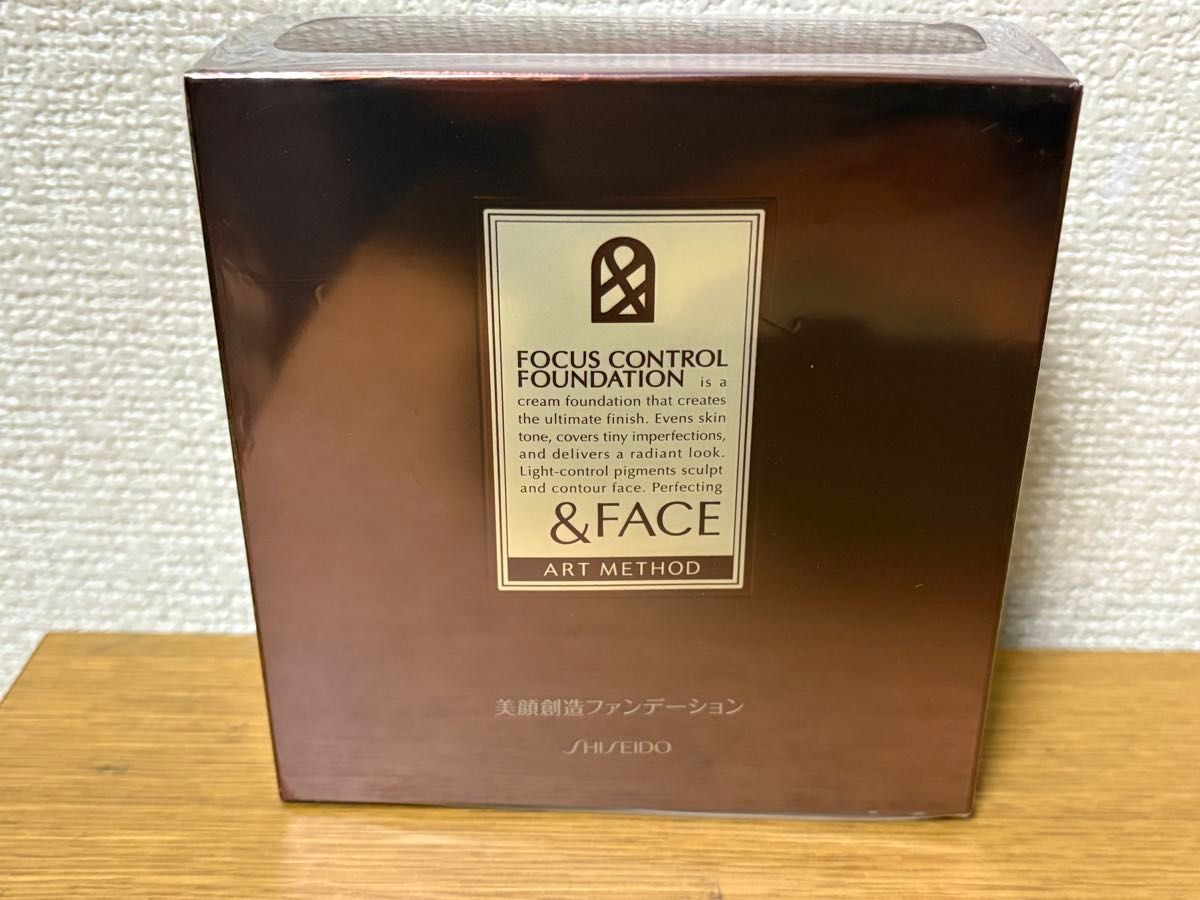 FOCUS CONTROL
FOUNDATION is a
cream foundation that creates
the ultimate finish. Evens skin
tone, covers tiny imperfections,
and delivers a radiant look.
Light-control pigments sculpt
and contour face. Perfecting
&FACE
ART METHOD
美顔創造ファンデーション
SHISEIDO